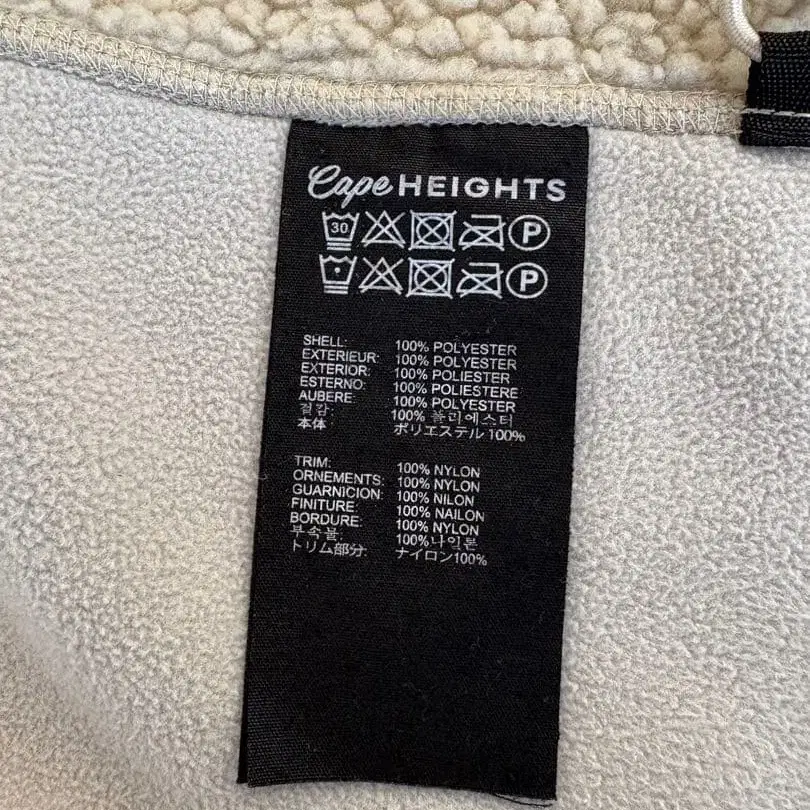 Cape HEIGHTS
30 P
P
SHELL: 100% POLYESTER
EXTERIEUR: 100% POLYESTER
EXTERIOR: 100% POLIESTER
ESTERNO: 100% POLIESTERE
AUBERE: 100% POLYESTER
겉감: 100% 폴리에스터
本体 ポリエステル 100%
TRIM: 100% NYLON
ORNEMENTS: 100% NYLON
GUARNICION: 100% NILON
FINITURE: 100% NAILON
BORDURE: 100% NYLON
부속물: 100%나일론
トリム部分: ナイロン100%